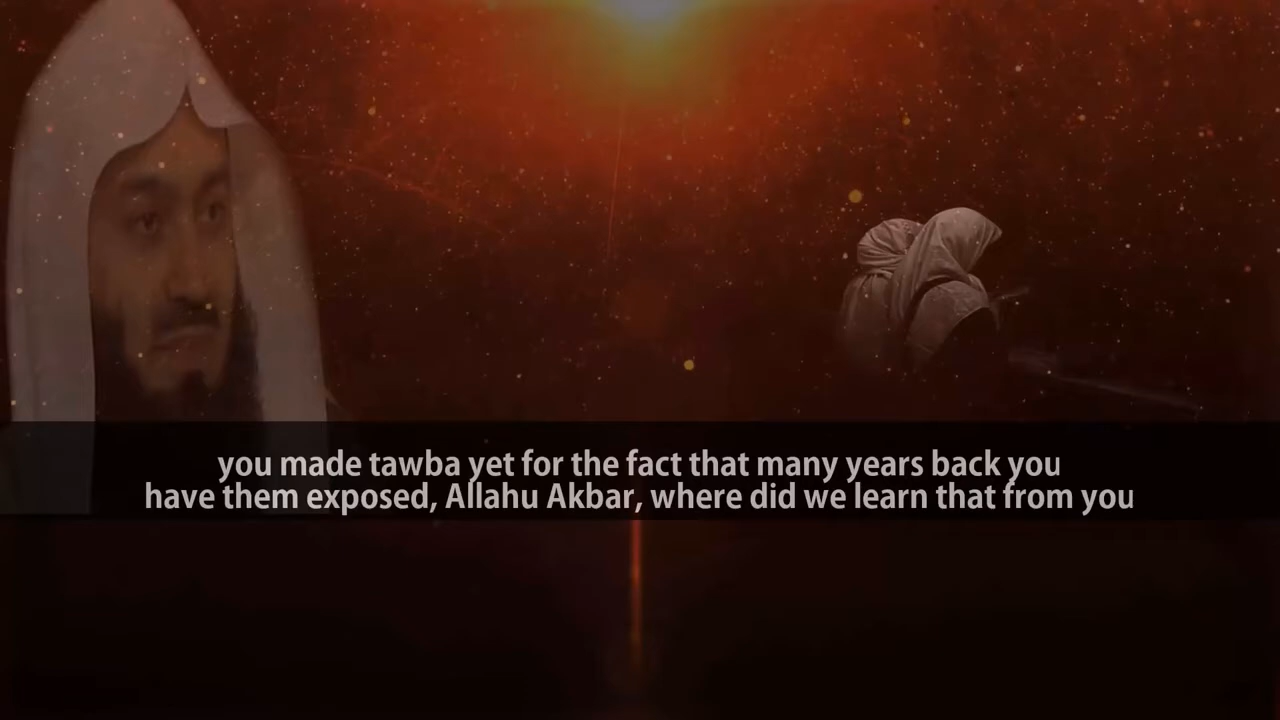 you made tawba yet for the fact that many years back you
have them exposed, Allahu Akbar, where did we learn that from you